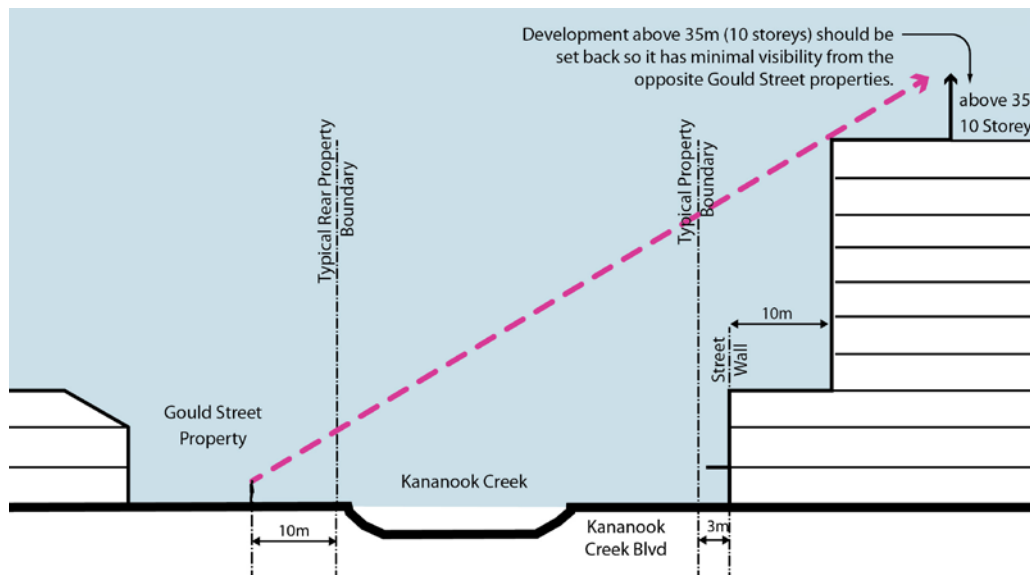 Development above 35m (10 storeys) should be
set back so it has minimal visibility from the
opposite Gould Street properties.
above 35
10 Storey
Typical Rear Property
Boundary
Typical Property
Boundary
10m
Street
Wall
Gould Street
Property
Kananook Creek
10m
Kananook
Creek Blvd
3m